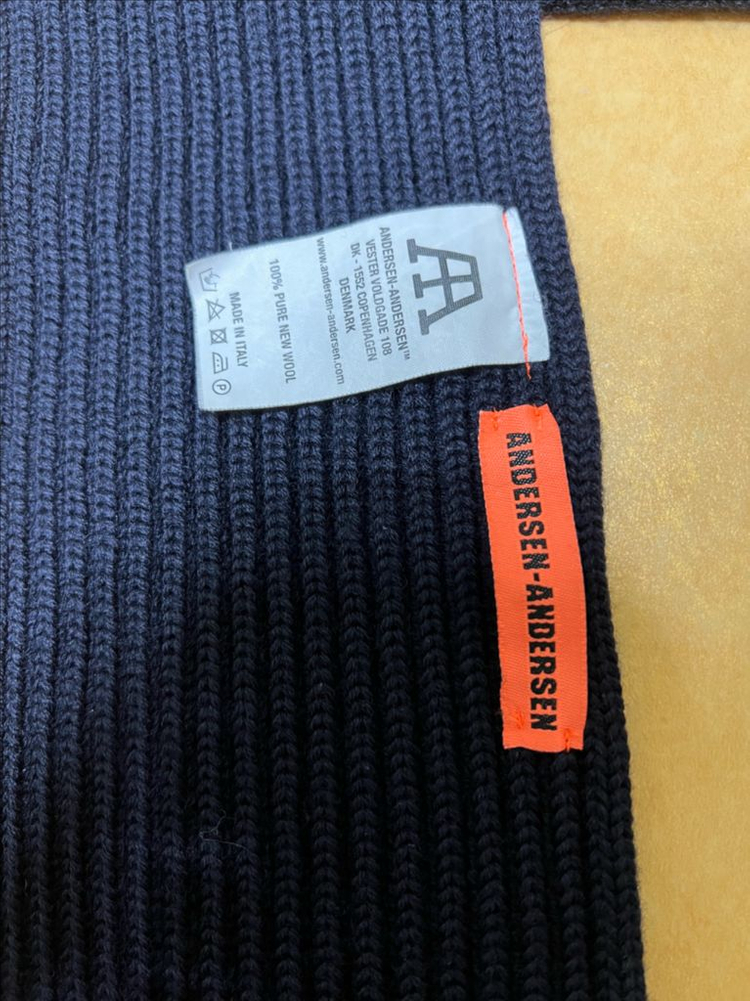 ANDERSEN-ANDERSEN™
VESTER VOLDGADE 108
DK - 1552 COPENHAGEN
DENMARK
www.andersen-andersen.com
100% PURE NEW WOOL
MADE IN ITALY
P
ANDERSEN-ANDERSEN